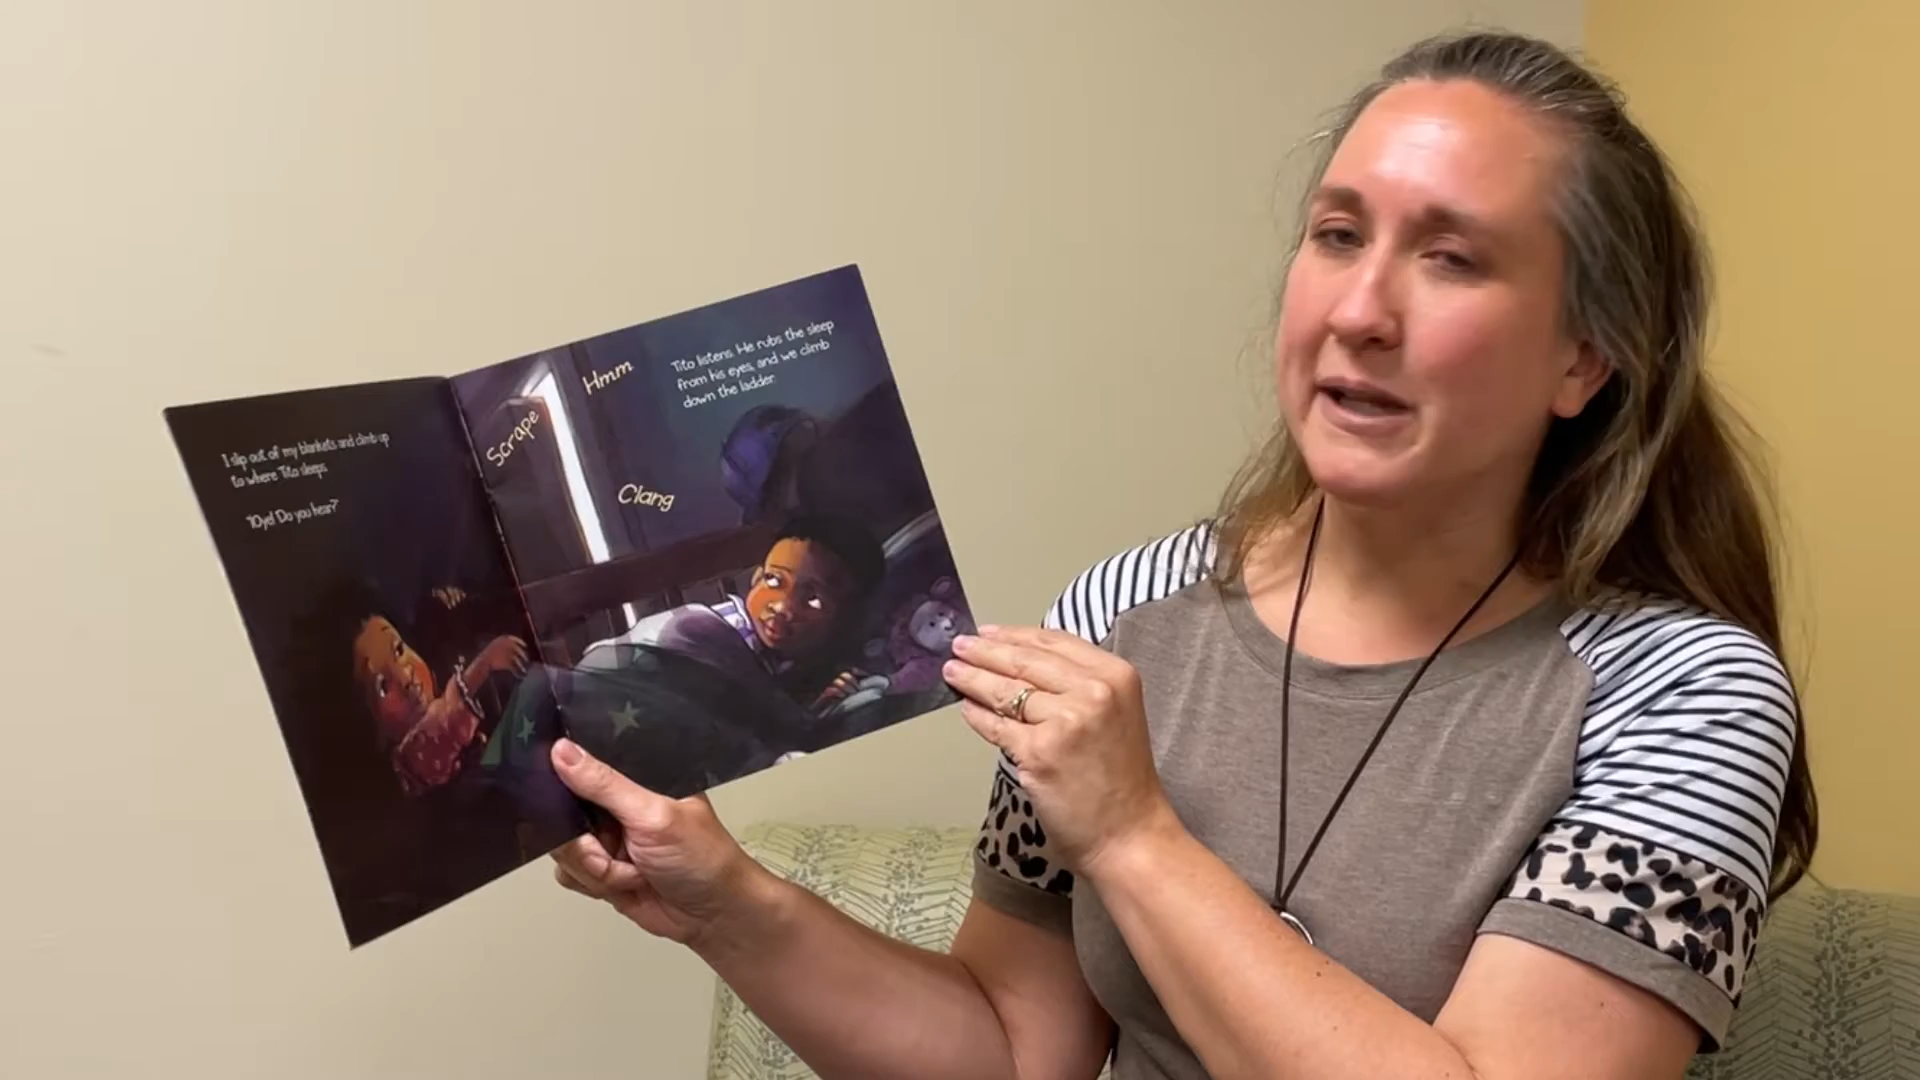 I slip out of my blankets and climb up
to where Tito sleeps.
"¡Oye! Do you hear?"
Scrape
Hmm
Clang
Tito listens. He rubs the sleep
from his eyes, and we climb
down the ladder.